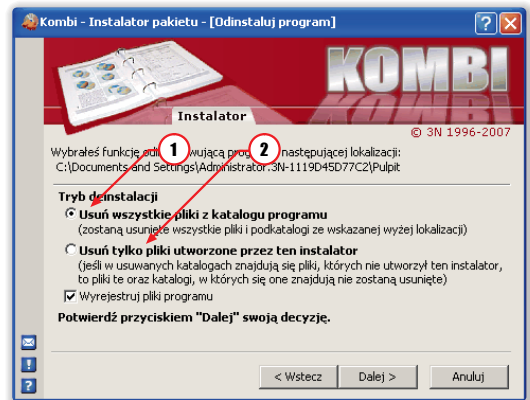 Kombi - Instalator pakietu - [Odinstaluj program]
KOMBI
Instalator
© 3N 1996-2007
Wybrałeś funkcję następującej lokalizacji:
C:\Documents and Settings\Administrator.3N-1119D45D77C2\Pulpit
1
2
Tryb deinstalacji
Usuń wszystkie pliki z katalogu programu
(zostaną usunięte wszystkie pliki i podkatalogi ze wskazanej wyżej lokalizacji)
Usuń tylko pliki utworzone przez ten instalator
(jeśli w usuwanych katalogach znajdują się pliki, których nie utworzył ten instalator,
to pliki te oraz katalogi, w których się one znajdują nie zostaną usunięte)
Wyrejestruj pliki programu
Potwierdź przyciskiem "Dalej" swoją decyzję.
< Wstecz
Dalej >
Anuluj